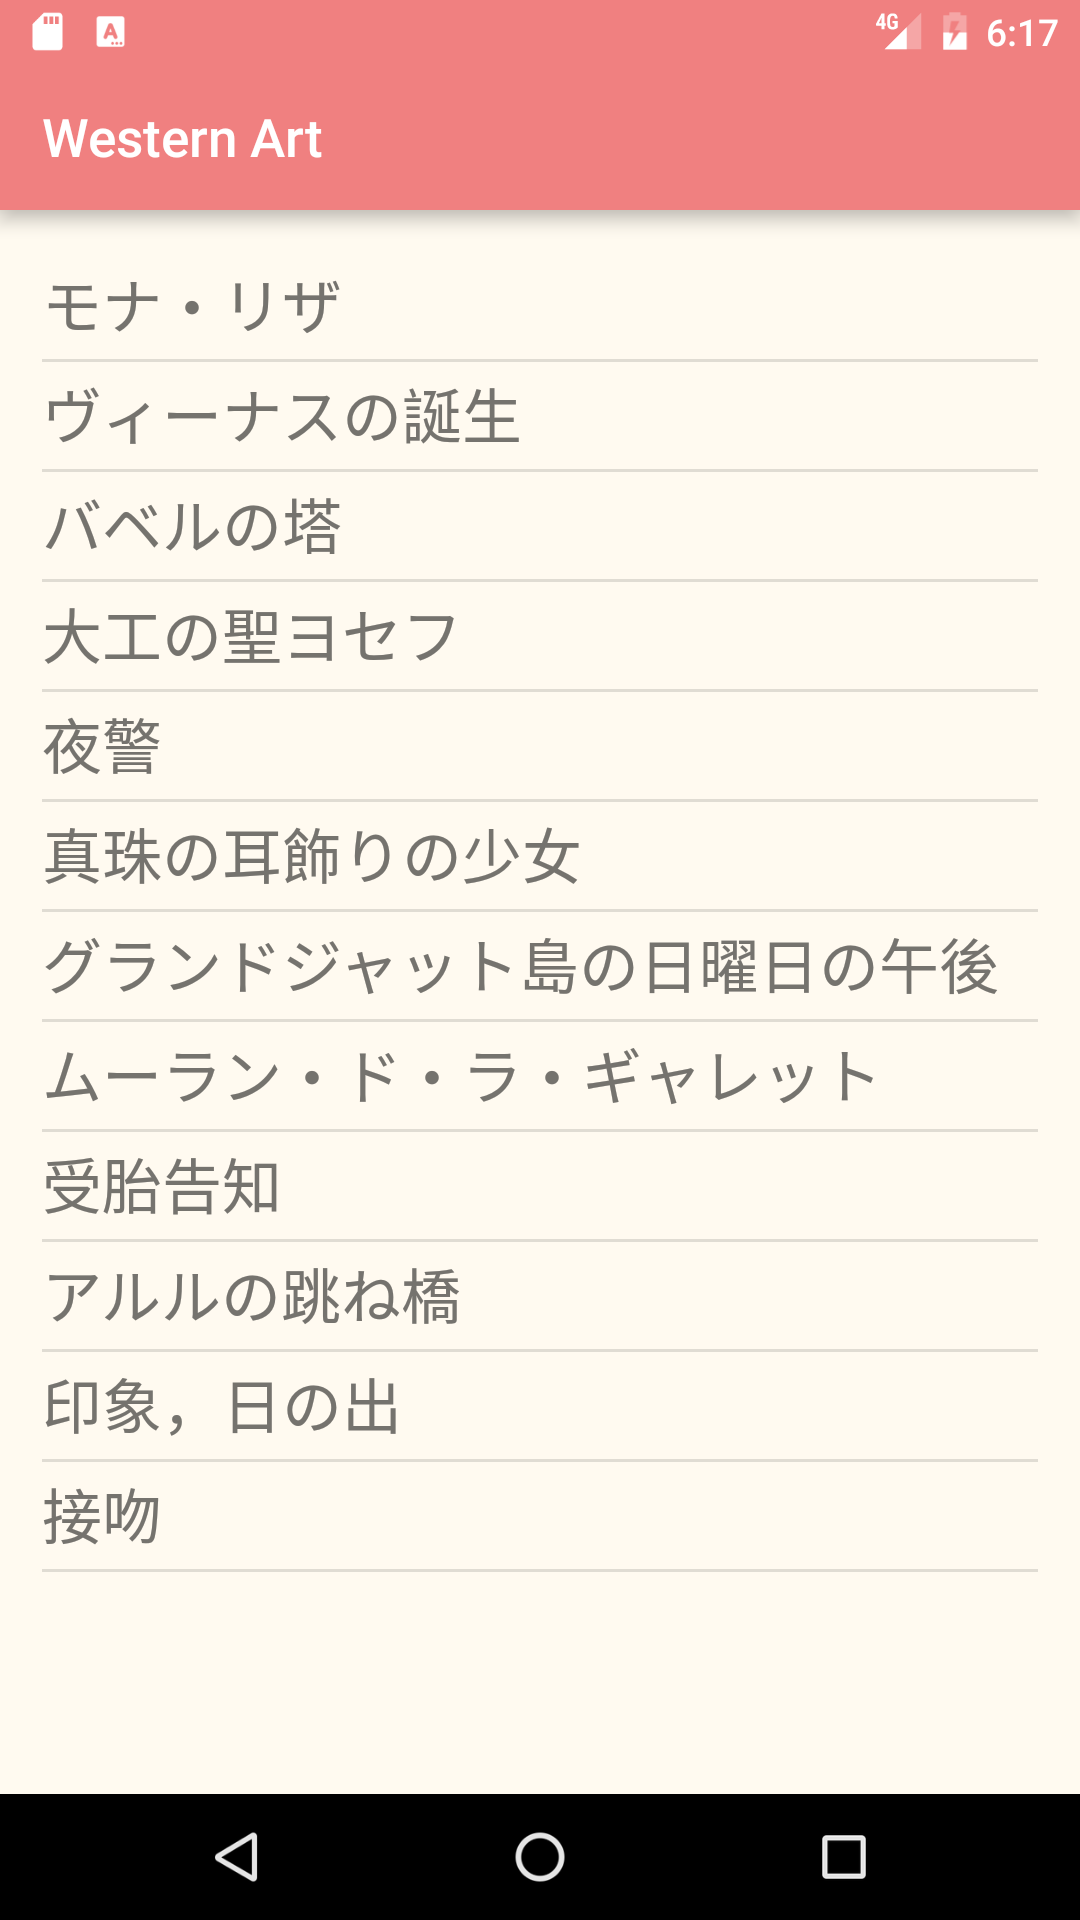 4G 6:17
Western Art
モナ・リザ
ヴィーナスの誕生
バベルの塔
大工の聖ヨセフ
夜警
真珠の耳飾りの少女
グランドジャット島の日曜日の午後
ムーラン・ド・ラ・ギャレット
受胎告知
アルルの跳ね橋
印象，日の出
接吻